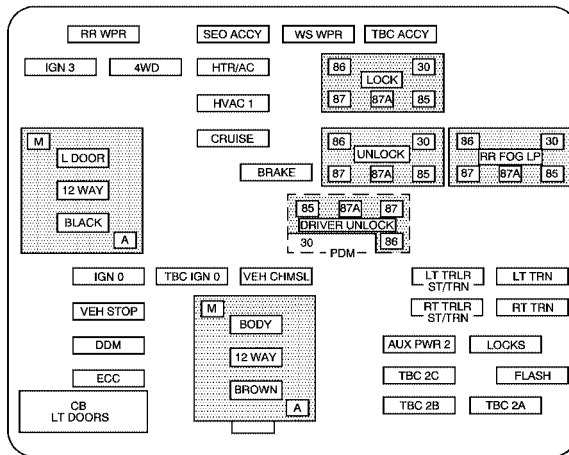 RR WPR
SEO ACCY
WS WPR
TBC ACCY
IGN 3
4WD
HTR/AC
86
30
LOCK
87
87A
85
HVAC 1
CRUISE
M
L DOOR
12 WAY
BLACK
A
86
30
UNLOCK
87
87A
85
86
30
RR FOG LP
87
87A
85
BRAKE
85
87A
87
DRIVER UNLOCK
30
86
PDM
IGN 0
TBC IGN 0
VEH CHMSL
LT TRLR
ST/TRN
LT TRN
VEH STOP
M
BODY
12 WAY
BROWN
A
RT TRLR
ST/TRN
RT TRN
DDM
AUX PWR 2
LOCKS
ECC
TBC 2C
FLASH
CB
LT DOORS
TBC 2B
TBC 2A